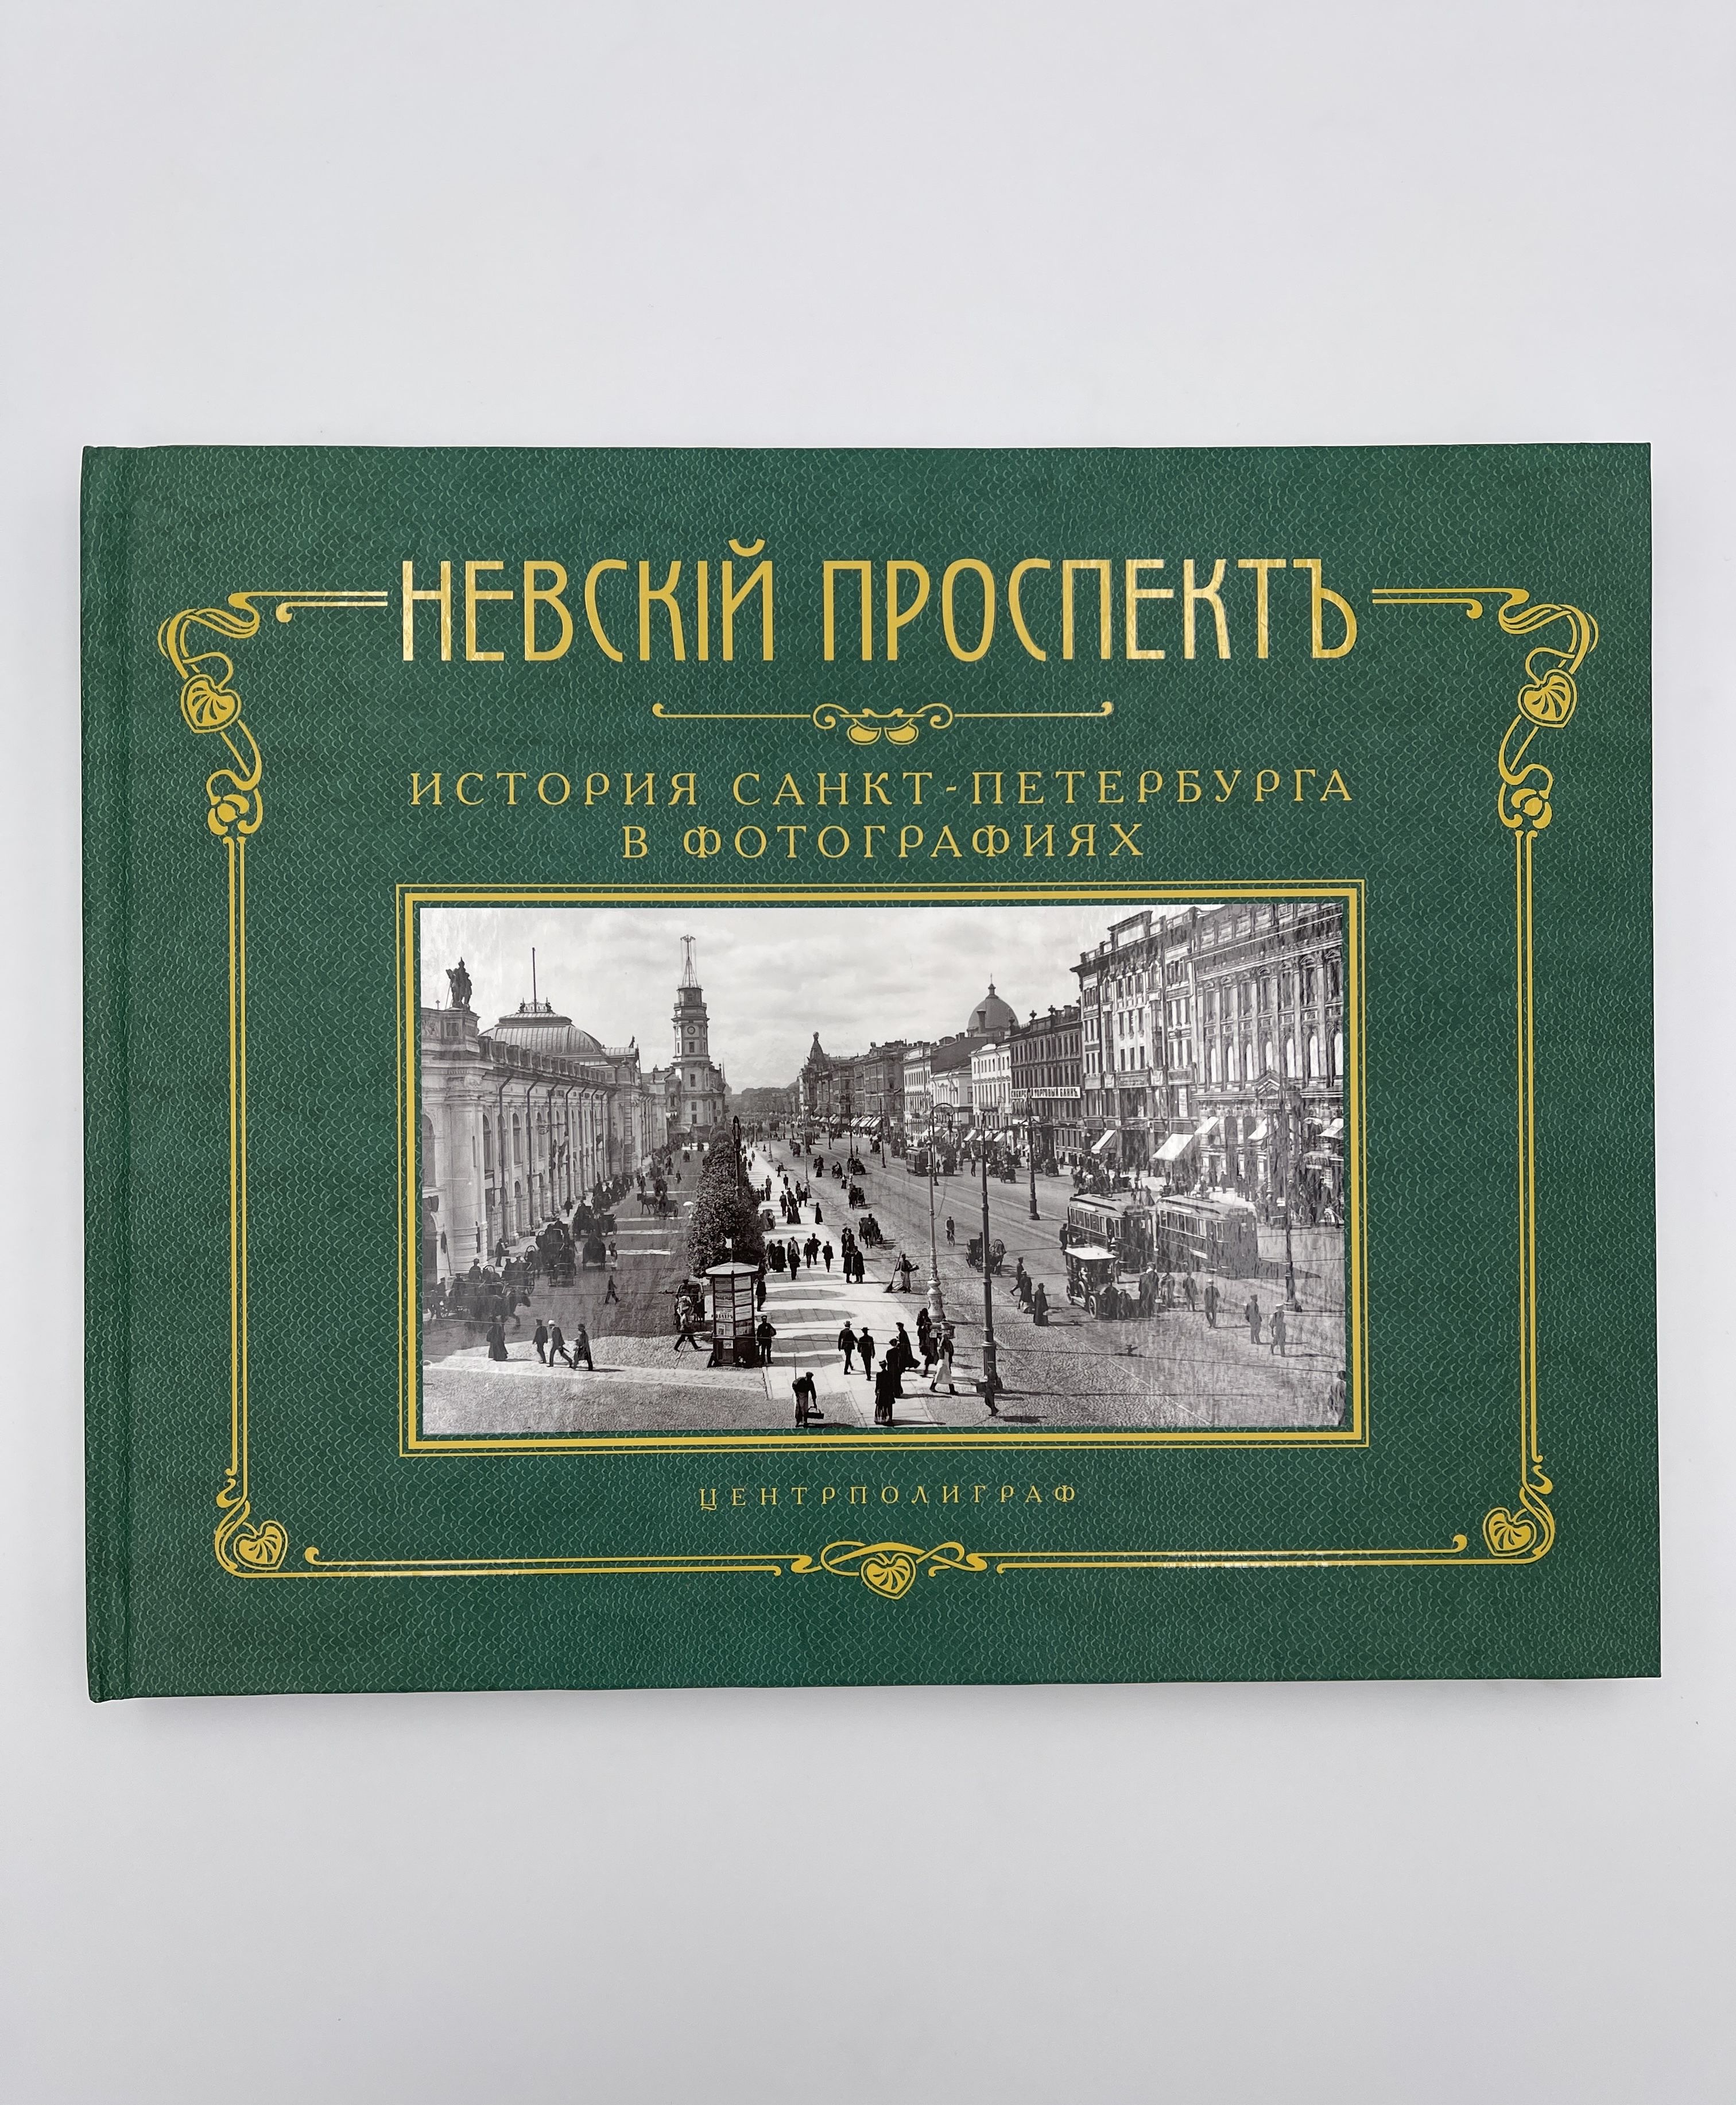 НЕВСКІЙ ПРОСПЕКТЪ
ИСТОРИЯ САНКТ-ПЕТЕРБУРГА
В ФОТОГРАФИЯХ
ЦЕНТРПОЛИГРАФ